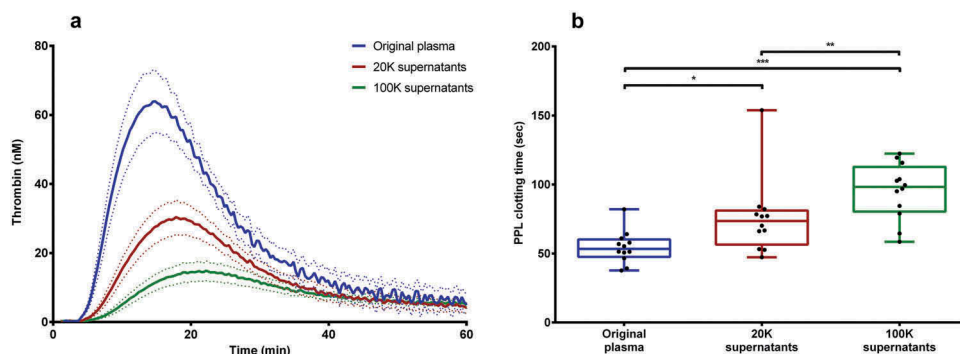 a
80
60
40
20
0
Thrombin (nM)
0
20
40
60
Time (min)
Original plasma
20K supernatants
100K supernatants
b
200
150
100
50
0
PPL clotting time (sec)
**
***
*
Original
plasma
20K
supernatants
100K
supernatants